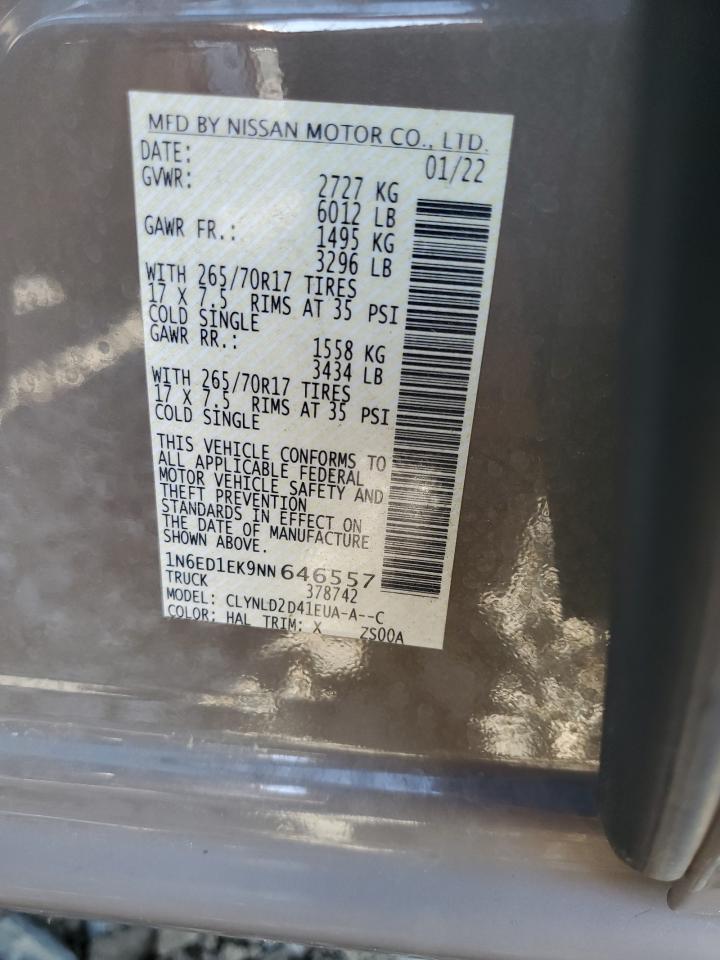 MFD BY NISSAN MOTOR CO., LTD.
DATE: 01/22
GVWR: 2727 KG
6012 LB
GAWR FR.: 1495 KG
3296 LB
WITH 265/70R17 TIRES
17 X 7.5 RIMS AT 35 PSI
COLD SINGLE
GAWR RR.: 1558 KG
3434 LB
WITH 265/70R17 TIRES
17 X 7.5 RIMS AT 35 PSI
COLD SINGLE
THIS VEHICLE CONFORMS TO
ALL APPLICABLE FEDERAL
MOTOR VEHICLE SAFETY AND
THEFT PREVENTION
STANDARDS IN EFFECT ON
THE DATE OF MANUFACTURE
SHOWN ABOVE.
1N6ED1EK9NN646557
TRUCK 378742
MODEL: CLYNLD2D41EUA-A--C
COLOR: HAL TRIM: X ZS00A